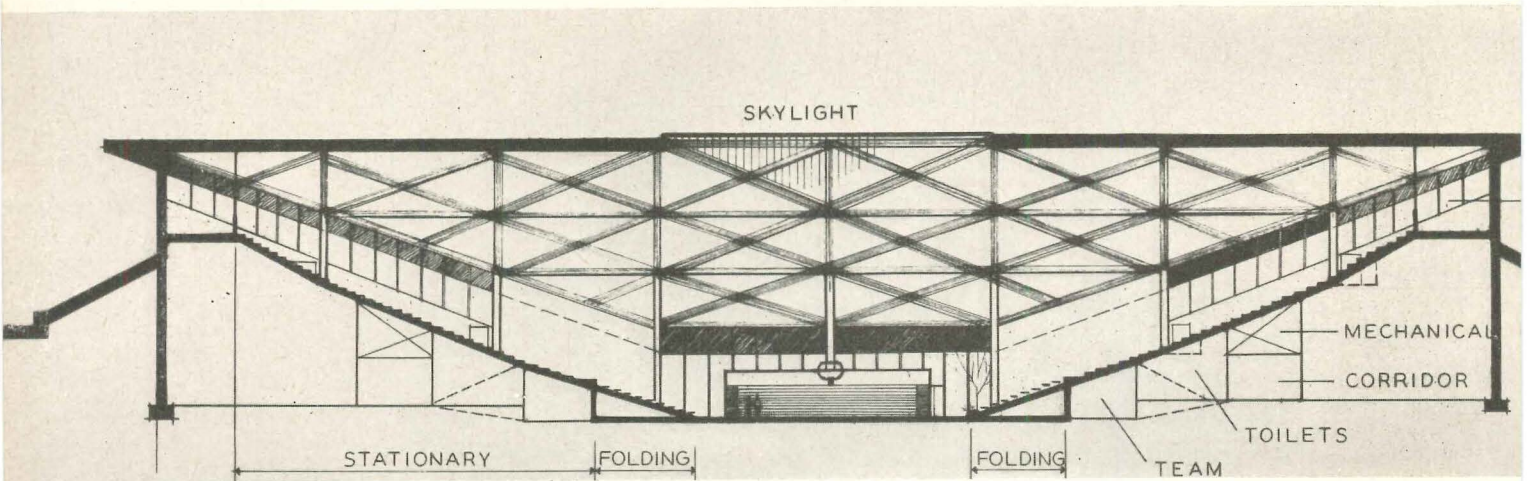 SKYLIGHT
MECHANICAL
CORRIDOR
TOILETS
TEAM
STATIONARY
FOLDING
FOLDING